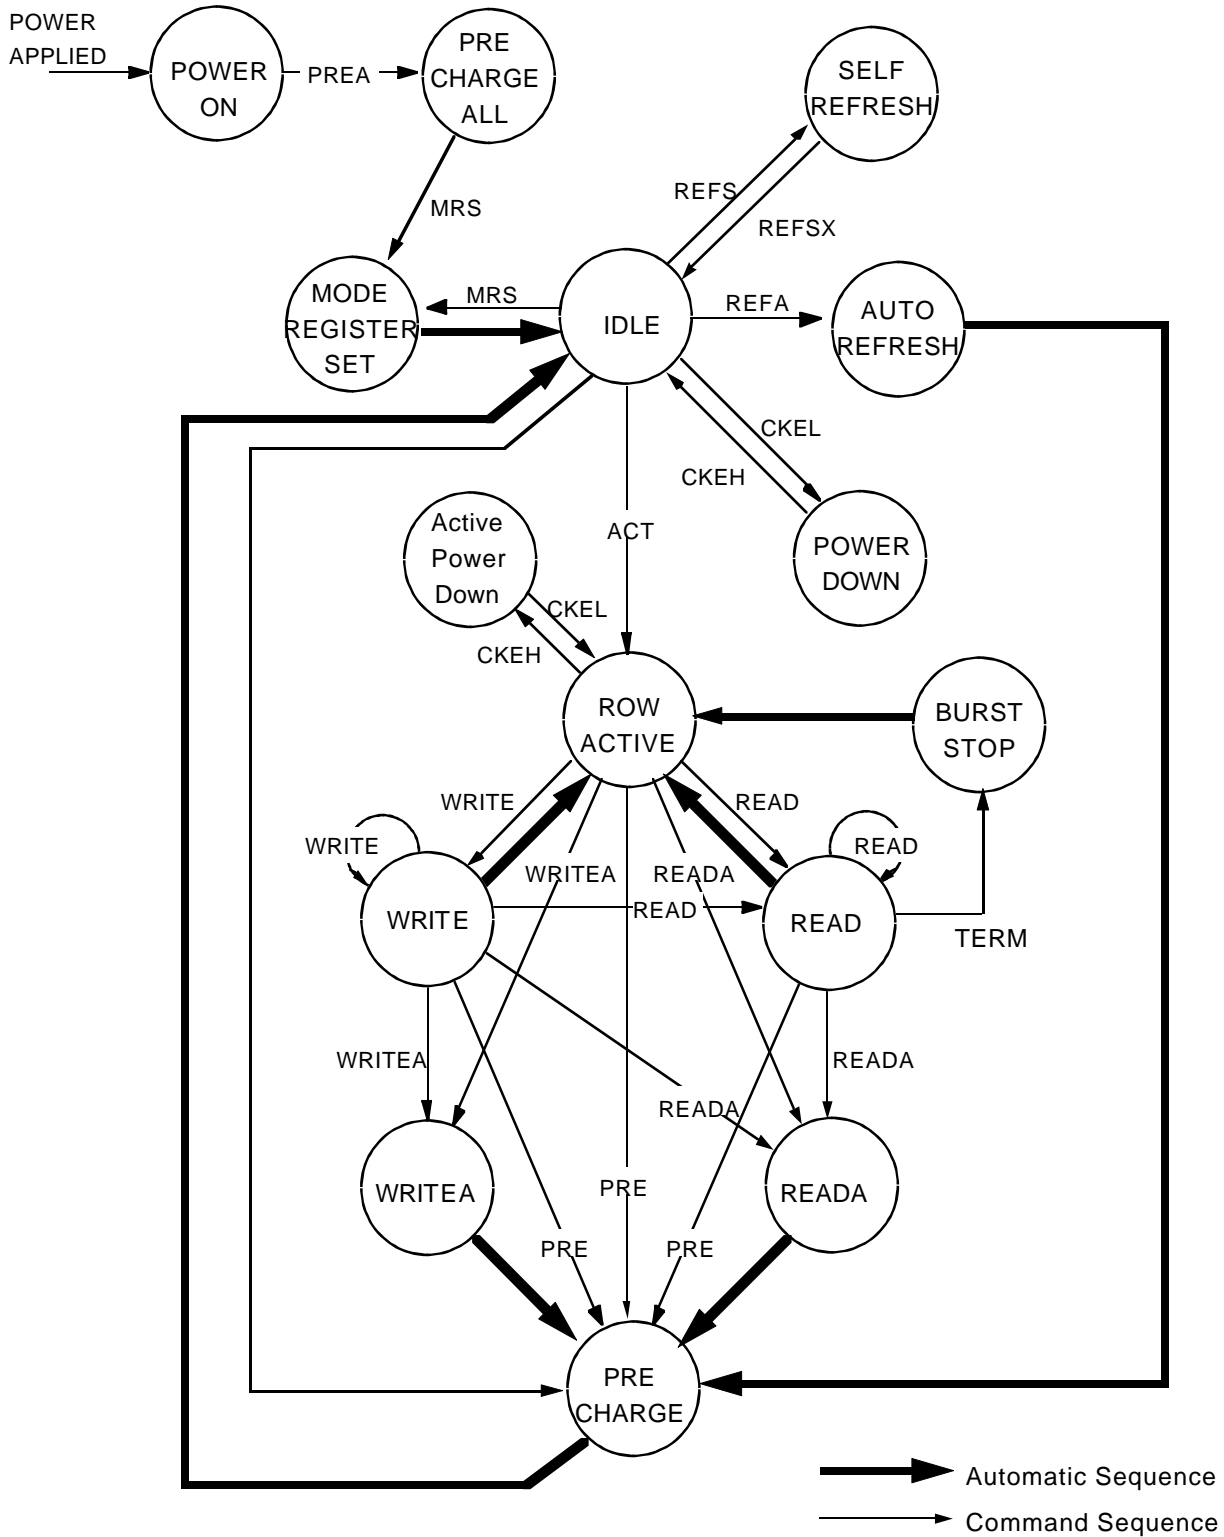 POWER
APPLIED
POWER
ON
PREA
PRE
CHARGE
ALL
SELF
REFRESH
MRS
REFS
REFSX
MODE
REGISTER
SET
MRS
IDLE
REFA
AUTO
REFRESH
CKEL
CKEH
Active
Power
Down
ACT
POWER
DOWN
CKEL
CKEH
ROW
ACTIVE
BURST
STOP
WRITE
READ
WRITE
WRITEA
READA
READ
WRITE
READ
READ
TERM
WRITEA
READA
READA
WRITEA
PRE
READA
PRE
PRE
PRE
CHARGE
Automatic Sequence
Command Sequence